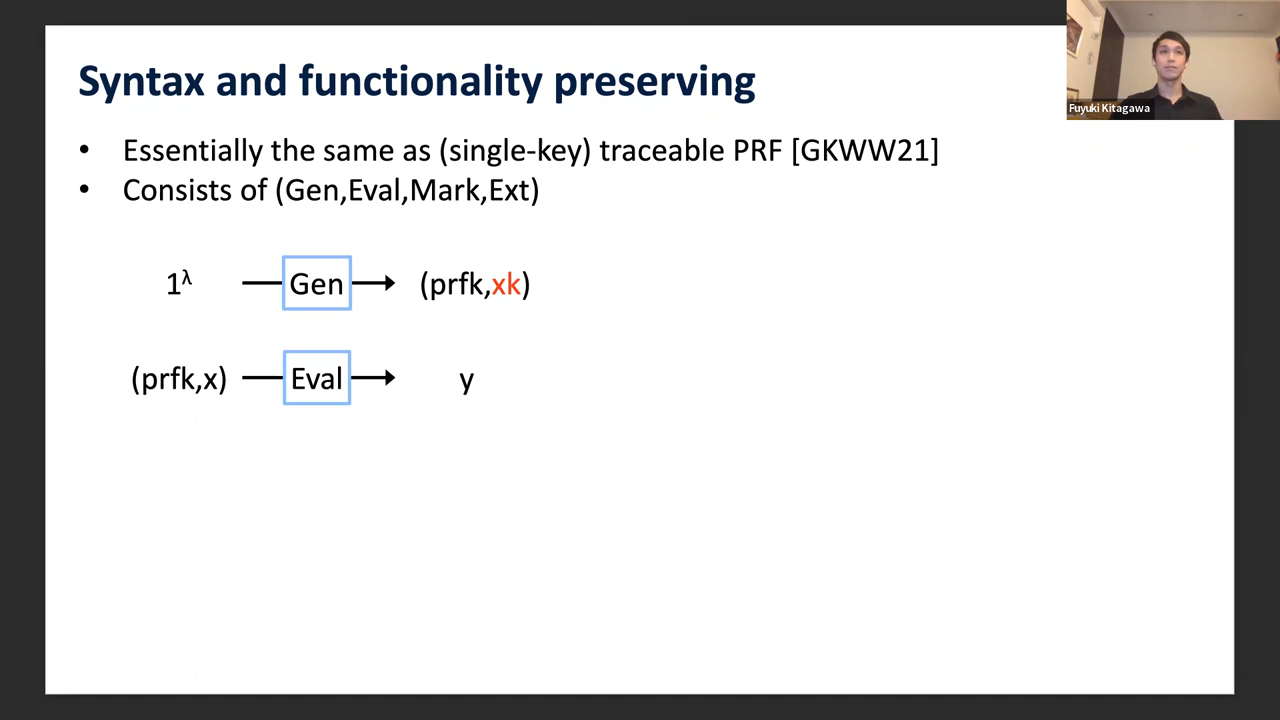 Syntax and functionality preserving
• Essentially the same as (single-key) traceable PRF [GKWW21]
• Consists of (Gen,Eval,Mark,Ext)
1^λ Gen (prfk,xk)
(prfk,x) Eval y
Fuyuki Kitagawa